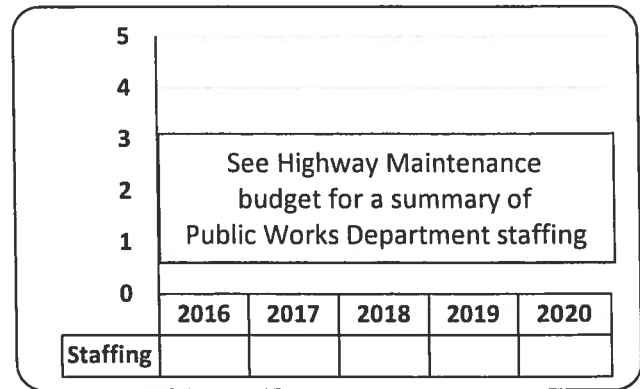 5
4
3
See Highway Maintenance
budget for a summary of
2
Public Works Department staffing
1
0
2016 2017 2018 2019 2020
Staffing